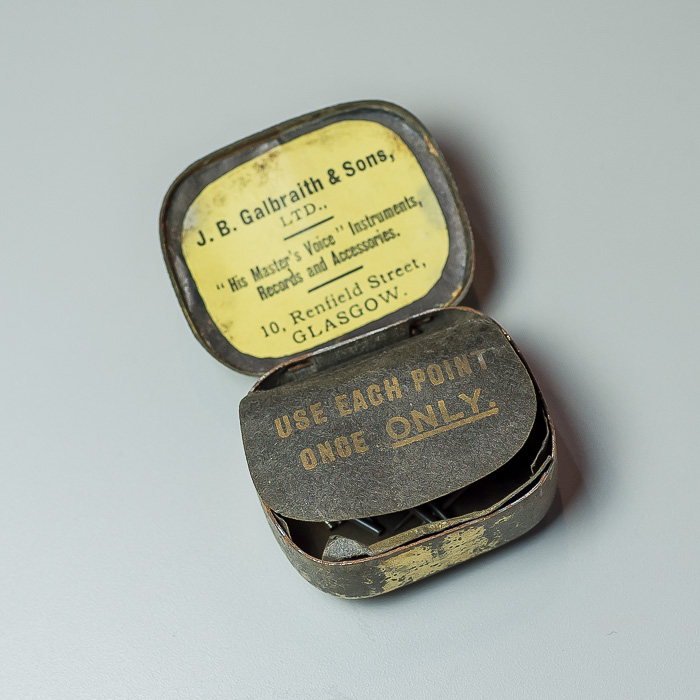 J. B. Galbraith & Sons,
LTD.,
"His Master's Voice" Instruments,
Records and Accessories.
10, Renfield Street,
GLASGOW.
USE EACH POINT
ONCE ONLY.